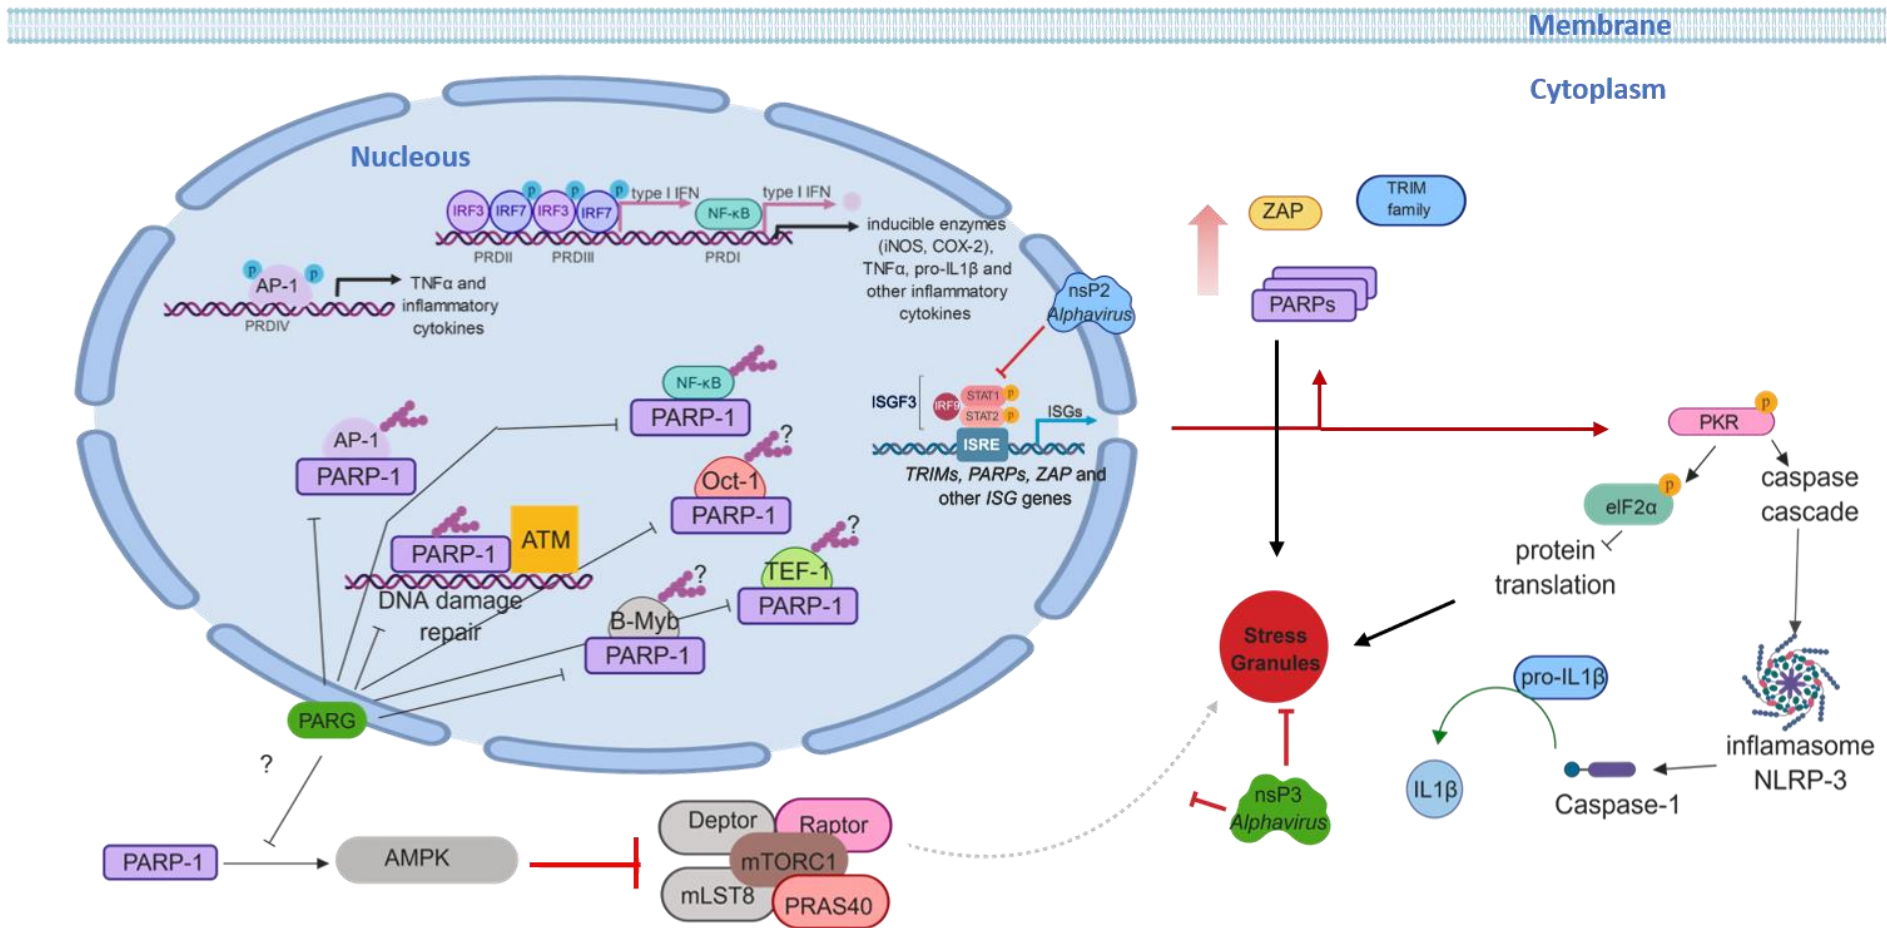 Membrane
Cytoplasm
Nucleous
IRF3
IRF7
p
IRF3
p
IRF7
p
type I IFN
NF-κB
type I IFN
PRDII
PRDIII
PRDI
inducible enzymes
(iNOS, COX-2),
TNFα, pro-IL1β and
other inflammatory
cytokines
p
AP-1
p
PRDIV
TNFα and
inflammatory
cytokines
nsP2
Alphavirus
ISGF3
IRF9
STAT1
p
STAT2
p
ISRE
ISGs
TRIMs, PARPs, ZAP and
other ISG genes
NF-κB
PARP-1
AP-1
PARP-1
?
Oct-1
PARP-1
PARP-1
ATM
DNA damage
repair
?
TEF-1
PARP-1
?
B-Myb
PARP-1
PARG
?
PARP-1
AMPK
Deptor
Raptor
mTORC1
mLST8
PRAS40
ZAP
TRIM
family
PARPs
Stress
Granules
nsP3
Alphavirus
p
PKR
p
eIF2α
protein
translation
caspase
cascade
inflamasome
NLRP-3
Caspase-1
pro-IL1β
IL1β